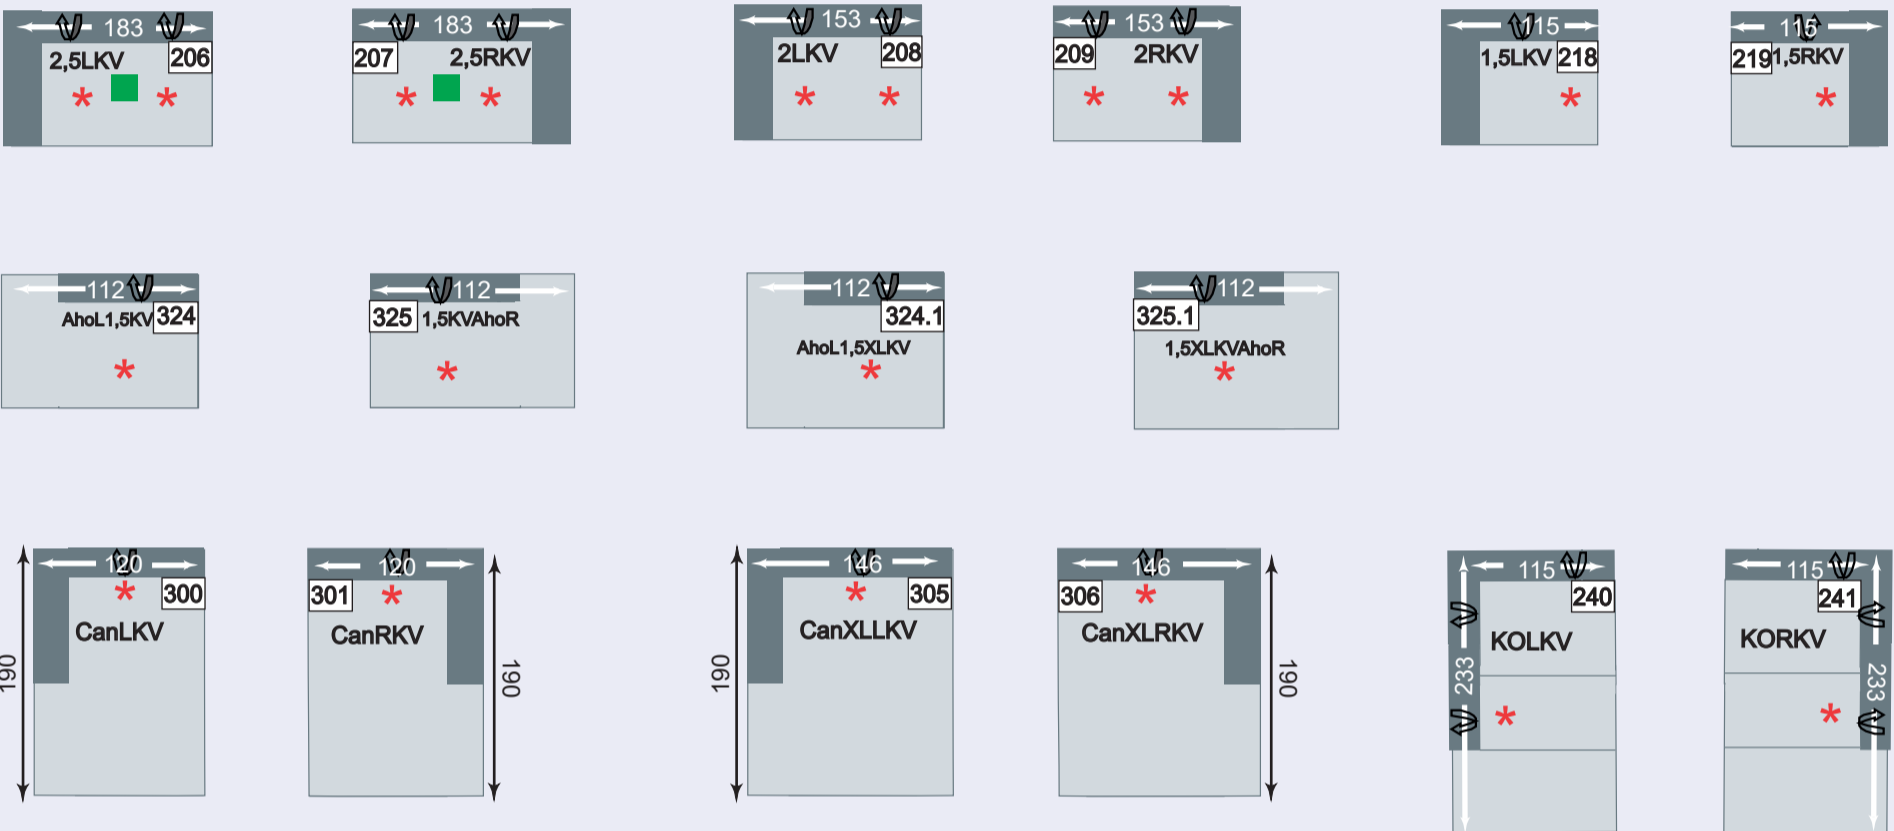 183
2,5LKV
206
183
207
2,5RKV
153
2LKV
208
153
209
2RKV
115
1,5LKV
218
115
219
1,5RKV
112
AhoL1,5KV
324
112
325
1,5KVAhoR
112
324.1
AhoL1,5XLKV
112
325.1
1,5XLKVAhoR
120
300
CanLKV
190
120
301
CanRKV
190
146
305
CanXLLKV
190
146
306
CanXLRKV
190
115
240
KOLKV
233
115
241
KORKV
233